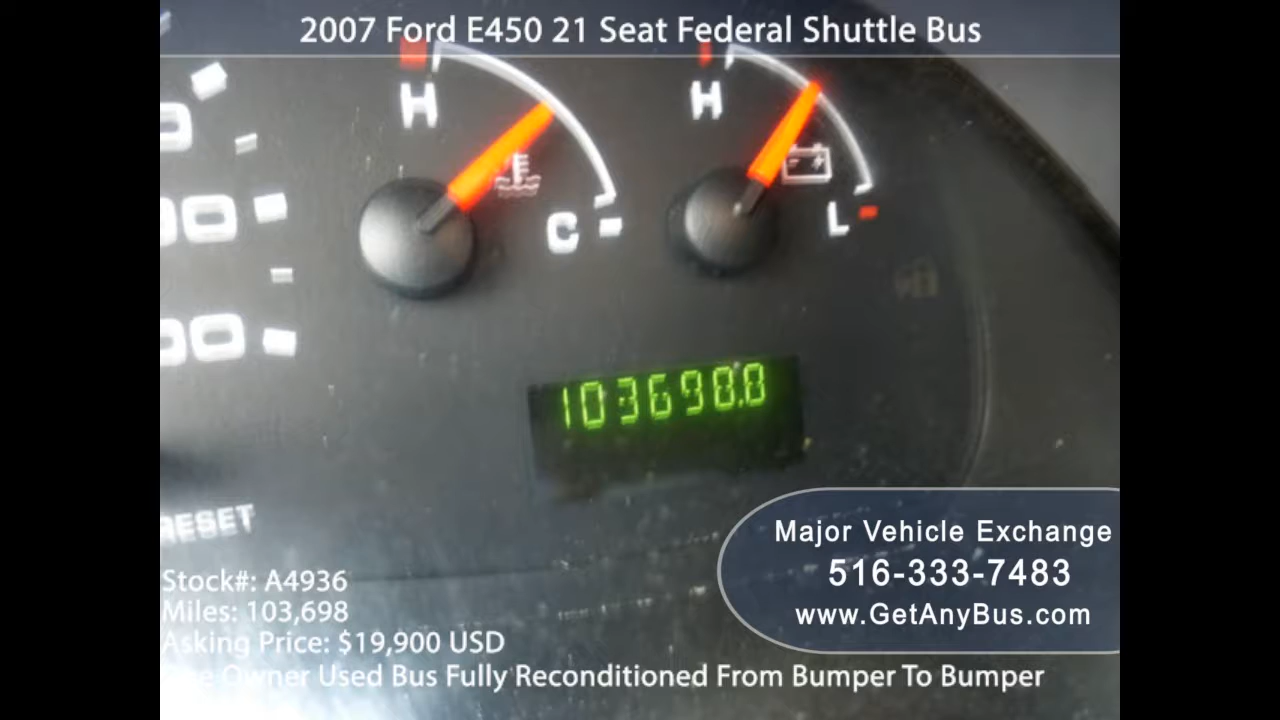 2007 Ford E450 21 Seat Federal Shuttle Bus
H
H
C
L
103698.8
RESET
Major Vehicle Exchange
516-333-7483
www.GetAnyBus.com
Stock#: A4936
Miles: 103,698
Asking Price: $19,900 USD
Owner Used Bus Fully Reconditioned From Bumper To Bumper